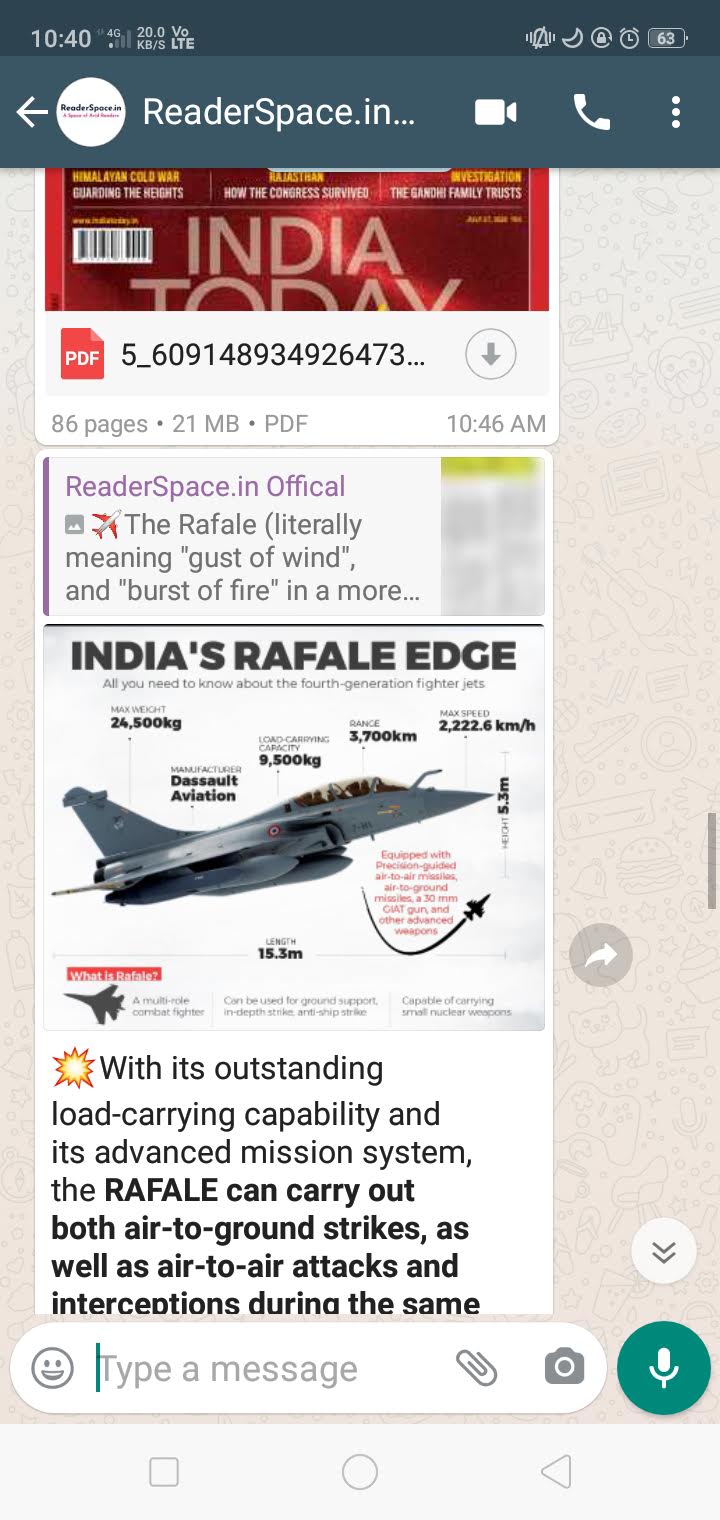 10:40 4G 20.0 KB/S Vo LTE 63
ReaderSpace.in
A Space of Avid Readers
ReaderSpace.in...
HIMALAYAN COLD WAR
GUARDING THE HEIGHTS
RAJASTHAN
HOW THE CONGRESS SURVIVED
INVESTIGATION
THE GANDHI FAMILY TRUSTS
www.indiatoday.in
INDIA
TODAY
PDF 5_609148934926473...
86 pages • 21 MB • PDF 10:46 AM
ReaderSpace.in Offical
✈️The Rafale (literally
meaning "gust of wind",
and "burst of fire" in a more...
INDIA'S RAFALE EDGE
All you need to know about the fourth-generation fighter jets
MAX WEIGHT
24,500kg
MANUFACTURER
Dassault
Aviation
LOAD-CARRYING
CAPACITY
9,500kg
RANGE
3,700km
MAX SPEED
2,222.6 km/h
HEIGHT 5.3m
Equipped with
Precision-guided
air-to-air missiles,
air-to-ground
missiles, a 30 mm
GIAT gun, and
other advanced
weapons
LENGTH
15.3m
What is Rafale?
A multi-role
combat fighter
Can be used for ground support,
in-depth strike, anti-ship strike
Capable of carrying
small nuclear weapons
💥With its outstanding
load-carrying capability and
its advanced mission system,
the RAFALE can carry out
both air-to-ground strikes, as
well as air-to-air attacks and
interceptions during the same
Type a message